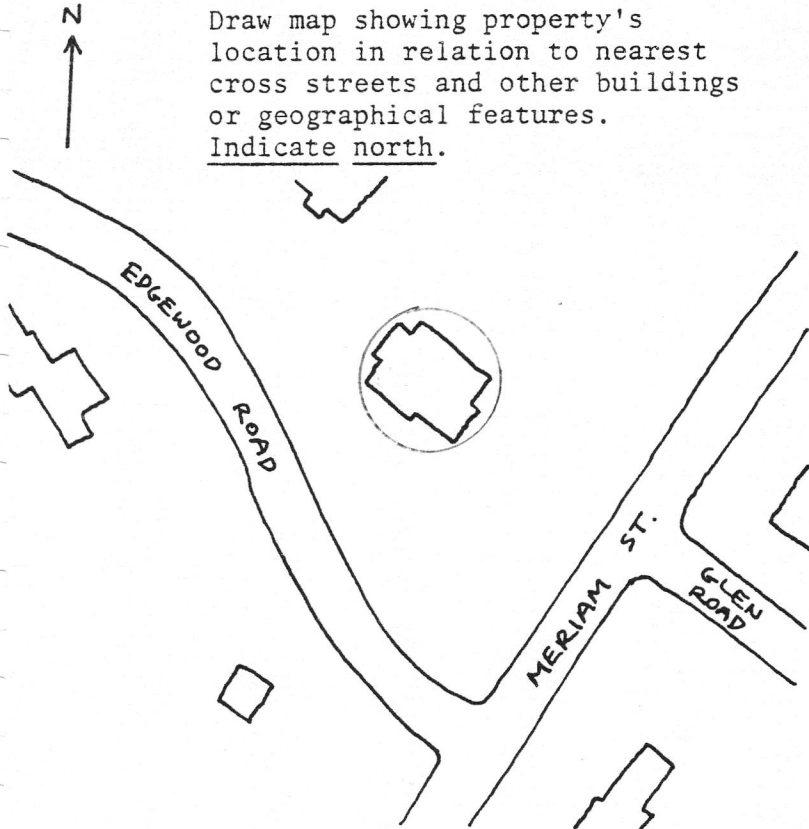 N
Draw map showing property's
location in relation to nearest
cross streets and other buildings
or geographical features.
Indicate north.
EDGEWOOD ROAD
MERIAM ST.
GLEN
ROAD